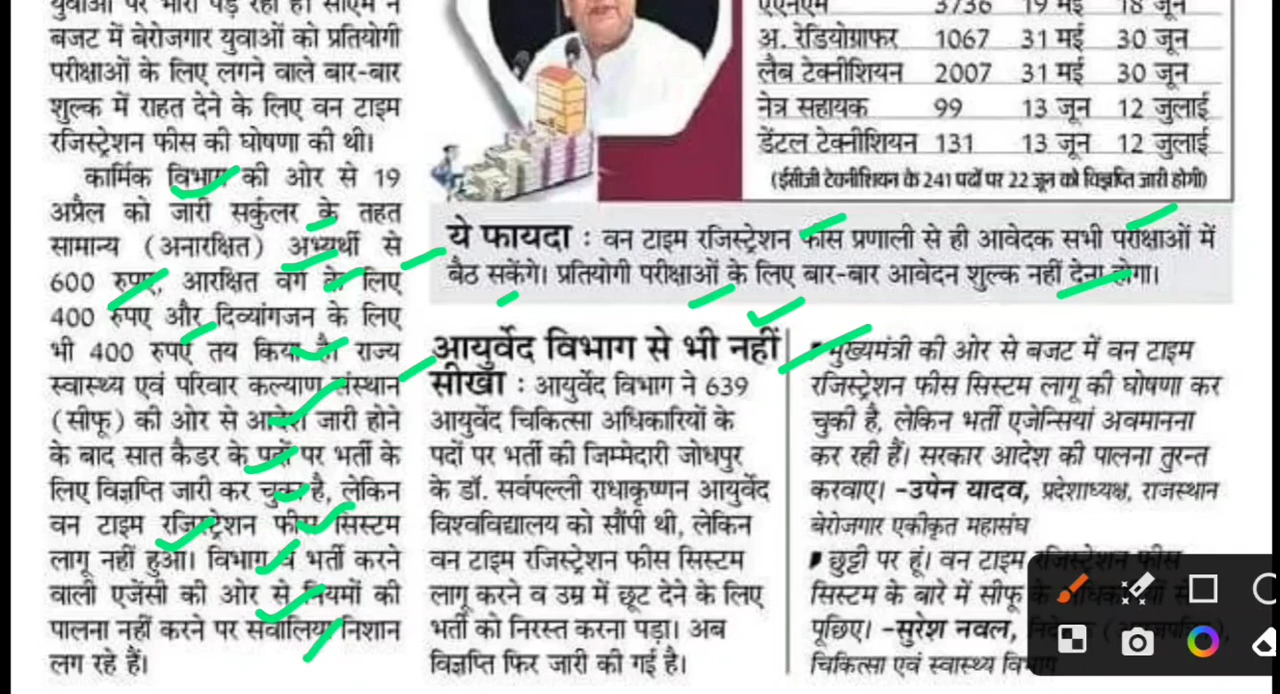 युवाओं पर भारी पड़ रहा है। सीएम ने
बजट में बेरोजगार युवाओं को प्रतियोगी
परीक्षाओं के लिए लगने वाले बार-बार
शुल्क में राहत देने के लिए वन टाइम
रजिस्ट्रेशन फीस की घोषणा की थी।
कार्मिक विभाग की ओर से 19
अप्रैल को जारी सर्कुलर के तहत
सामान्य (अनारक्षित) अभ्यर्थी से
600 रुपए, आरक्षित वर्ग के लिए
400 रुपए और दिव्यांगजन के लिए
भी 400 रुपए तय किया है। राज्य
स्वास्थ्य एवं परिवार कल्याण संस्थान
(सीफू) की ओर से आदेश जारी होने
के बाद सात कैडर के पदों पर भर्ती के
लिए विज्ञप्ति जारी कर चुका है, लेकिन
वन टाइम रजिस्ट्रेशन फीस सिस्टम
लागू नहीं हुआ। विभाग व भर्ती करने
वाली एजेंसी की ओर से नियमों की
पालना नहीं करने पर सवालिया निशान
लग रहे हैं।
एएनएम 3736 19 मई 18 जून
अ. रेडियोग्राफर 1067 31 मई 30 जून
लैब टेक्नीशियन 2007 31 मई 30 जून
नेत्र सहायक 99 13 जून 12 जुलाई
डेंटल टेक्नीशियन 131 13 जून 12 जुलाई
(ईसीजी टेक्नीशियन के 241 पदों पर 22 जून को विज्ञप्ति जारी होगी)
ये फायदा : वन टाइम रजिस्ट्रेशन फीस प्रणाली से ही आवेदक सभी परीक्षाओं में
बैठ सकेंगे। प्रतियोगी परीक्षाओं के लिए बार-बार आवेदन शुल्क नहीं देना होगा।
आयुर्वेद विभाग से भी नहीं
सीखा : आयुर्वेद विभाग ने 639
आयुर्वेद चिकित्सा अधिकारियों के
पदों पर भर्ती की जिम्मेदारी जोधपुर
के डॉ. सर्वपल्ली राधाकृष्णन आयुर्वेद
विश्वविद्यालय को सौंपी थी, लेकिन
वन टाइम रजिस्ट्रेशन फीस सिस्टम
लागू करने व उम्र में छूट देने के लिए
भर्ती को निरस्त करना पड़ा। अब
विज्ञप्ति फिर जारी की गई है।
मुख्यमंत्री की ओर से बजट में वन टाइम
रजिस्ट्रेशन फीस सिस्टम लागू की घोषणा कर
चुकी है, लेकिन भर्ती एजेन्सियां अवमानना
कर रही हैं। सरकार आदेश की पालना तुरन्त
करवाए। -उपेन यादव, प्रदेशाध्यक्ष, राजस्थान
बेरोजगार एकीकृत महासंघ
छुट्टी पर हूं। वन टाइम रजिस्ट्रेशन फीस
सिस्टम के बारे में सीफू के से
पूछिए। -सुरेश नवल,
चिकित्सा एवं स्वास्थ्य विभाग